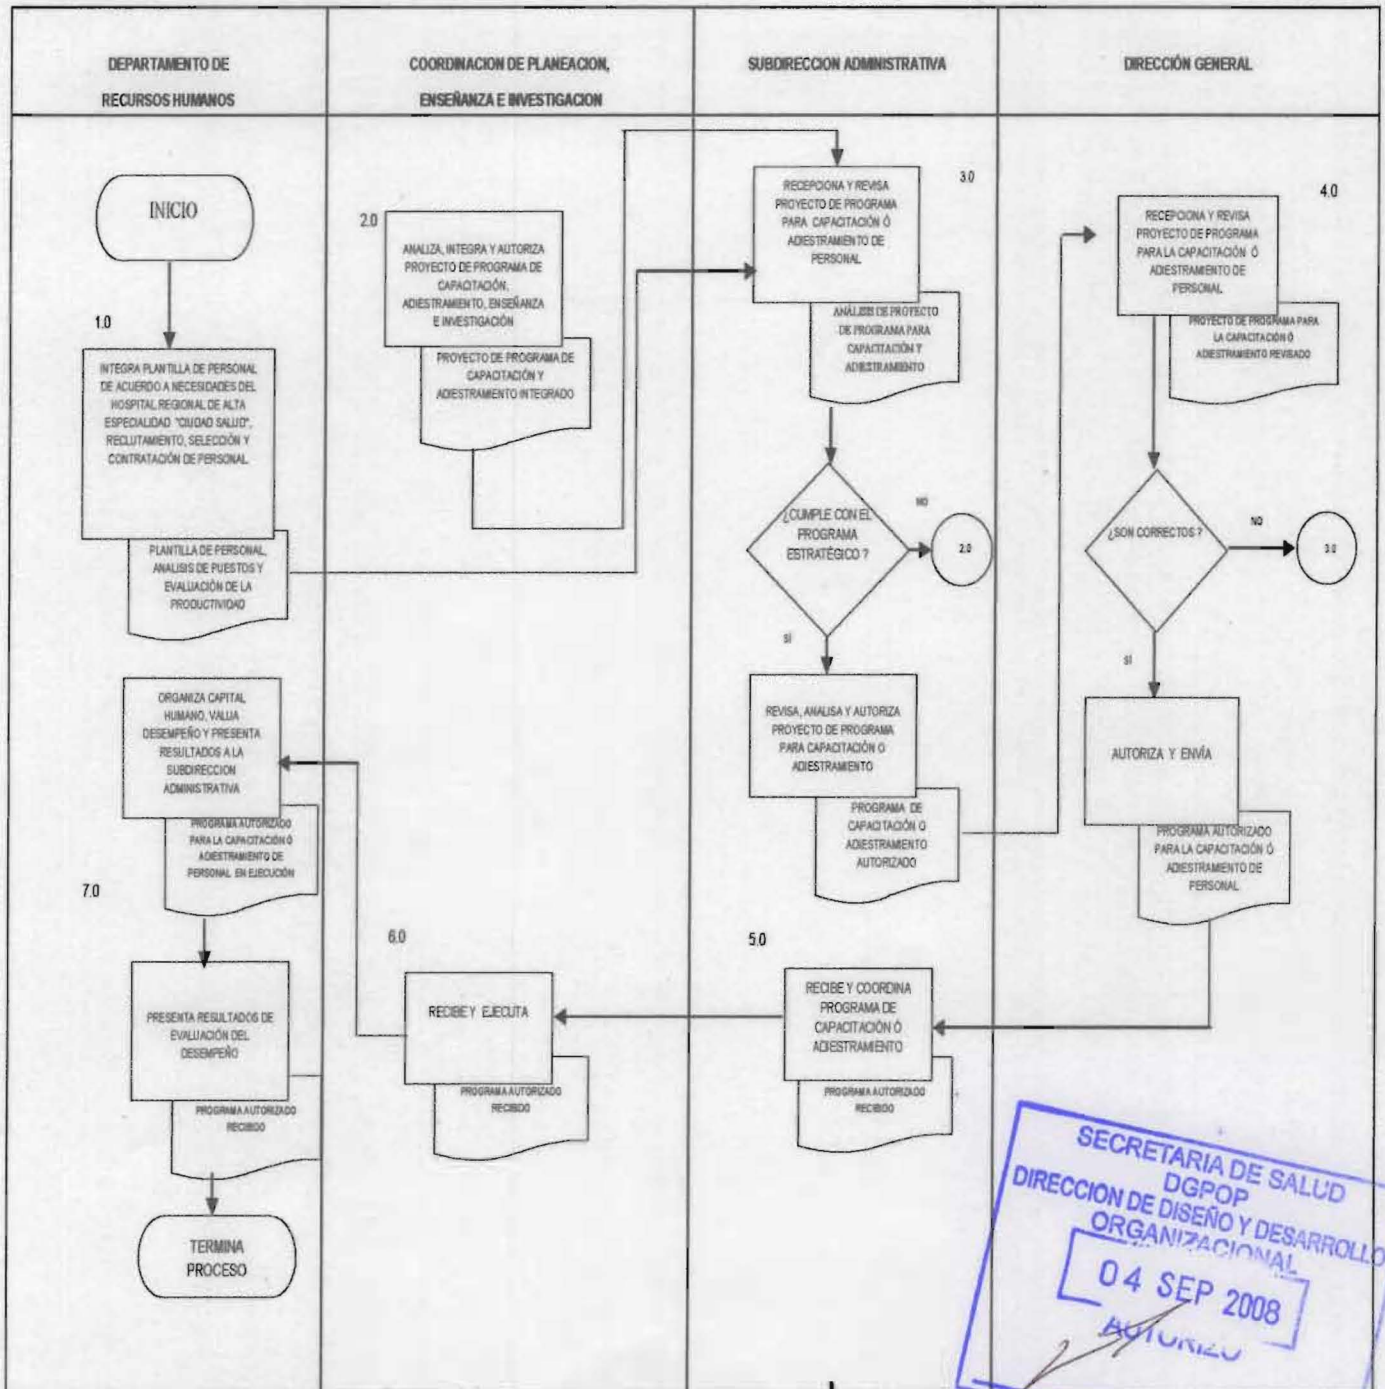 DEPARTAMENTO DE
RECURSOS HUMANOS
COORDINACION DE PLANEACION,
ENSEÑANZA E INVESTIGACION
SUBDIRECCION ADMINISTRATIVA
DIRECCIÓN GENERAL
INICIO
1.0
INTEGRA PLANTILLA DE PERSONAL
DE ACUERDO A NECESIDADES DEL
HOSPITAL REGIONAL DE ALTA
ESPECIALIDAD "CIUDAD SALUD",
RECLUTAMIENTO, SELECCIÓN Y
CONTRATACIÓN DE PERSONAL
PLANTILLA DE PERSONAL,
ANALISIS DE PUESTOS Y
EVALUACIÓN DE LA
PRODUCTIVIDAD
2.0
ANALIZA, INTEGRA Y AUTORIZA
PROYECTO DE PROGRAMA DE
CAPACITACIÓN,
ADIESTRAMIENTO, ENSEÑANZA
E INVESTIGACIÓN
PROYECTO DE PROGRAMA DE
CAPACITACIÓN Y
ADIESTRAMIENTO INTEGRADO
3.0
RECEPCIONA Y REVISA
PROYECTO DE PROGRAMA
PARA CAPACITACIÓN Ó
ADIESTRAMIENTO DE
PERSONAL
ANÁLISIS DE PROYECTO
DE PROGRAMA PARA
CAPACITACIÓN Y
ADIESTRAMIENTO
¿CUMPLE CON EL
PROGRAMA
ESTRATÉGICO ?
NO
2.0
SÍ
REVISA, ANALISA Y AUTORIZA
PROYECTO DE PROGRAMA
PARA CAPACITACIÓN O
ADIESTRAMIENTO
PROGRAMA DE
CAPACITACIÓN O
ADIESTRAMIENTO
AUTORIZADO
4.0
RECEPCIONA Y REVISA
PROYECTO DE PROGRAMA
PARA LA CAPACITACIÓN Ó
ADIESTRAMIENTO DE
PERSONAL
PROYECTO DE PROGRAMA PARA
LA CAPACITACIÓN Ó
ADIESTRAMIENTO REVISADO
¿SON CORRECTOS ?
NO
3.0
SÍ
AUTORIZA Y ENVÍA
PROGRAMA AUTORIZADO
PARA LA CAPACITACIÓN Ó
ADIESTRAMIENTO DE
PERSONAL
5.0
RECIBE Y COORDINA
PROGRAMA DE
CAPACITACIÓN Ó
ADIESTRAMIENTO
PROGRAMA AUTORIZADO
RECIBIDO
6.0
RECIBE Y EJECUTA
PROGRAMA AUTORIZADO
RECIBIDO
ORGANIZA CAPITAL
HUMANO, VALUA
DESEMPEÑO Y PRESENTA
RESULTADOS A LA
SUBDIRECCION
ADMINISTRATIVA
PROGRAMA AUTORIZADO
PARA LA CAPACITACIÓN Ó
ADIESTRAMIENTO DE
PERSONAL EN EJECUCIÓN
7.0
PRESENTA RESULTADOS DE
EVALUACIÓN DEL
DESEMPEÑO
PROGRAMA AUTORIZADO
RECIBIDO
TERMINA
PROCESO
SECRETARIA DE SALUD
DGPOP
DIRECCION DE DISEÑO Y DESARROLLO
ORGANIZACIONAL
04 SEP 2008
AUTORIZO